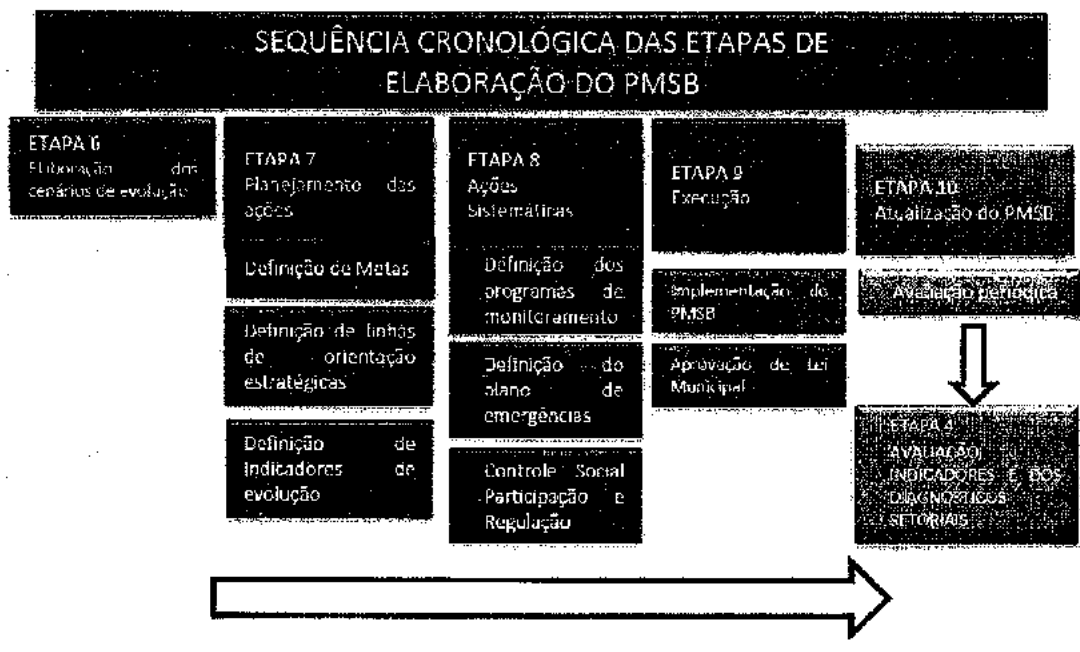 SEQUÊNCIA CRONOLÓGICA DAS ETAPAS DE
ELABORAÇÃO DO PMSB
ETAPA 6
Elaboração dos
cenários de evolução
ETAPA 7
Planejamento das
ações
Definição de Metas
Definição de linhas
de orientação
estratégicas
Definição de
Indicadores de
evolução
ETAPA 8
Ações
Sistemáticas
Definição dos
programas de
monitoramento
Definição do
plano de
emergências
Controle Social
Participação e
Regulação
ETAPA 9
Execução
Implementação do
PMSB
Aprovação de Lei
Municipal
ETAPA 10
Atualização do PMSB
Avaliação periódica
ETAPA 4
AVALIAÇÃO
INDICADORES E DOS
DIAGNÓSTICOS
SETORIAIS